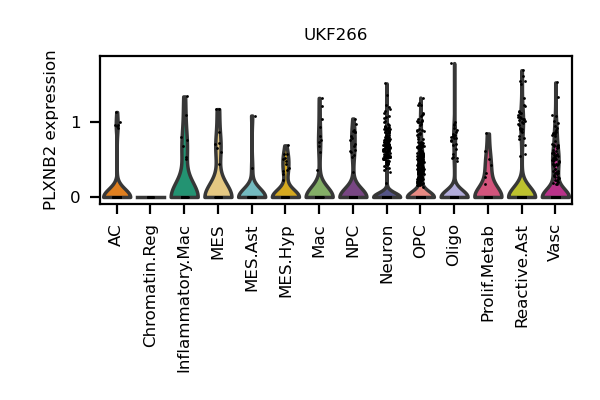 UKF266
PLXNB2 expression
1
0
AC
Chromatin.Reg
Inflammatory.Mac
MES
MES.Ast
MES.Hyp
Mac
NPC
Neuron
OPC
Oligo
Prolif.Metab
Reactive.Ast
Vasc